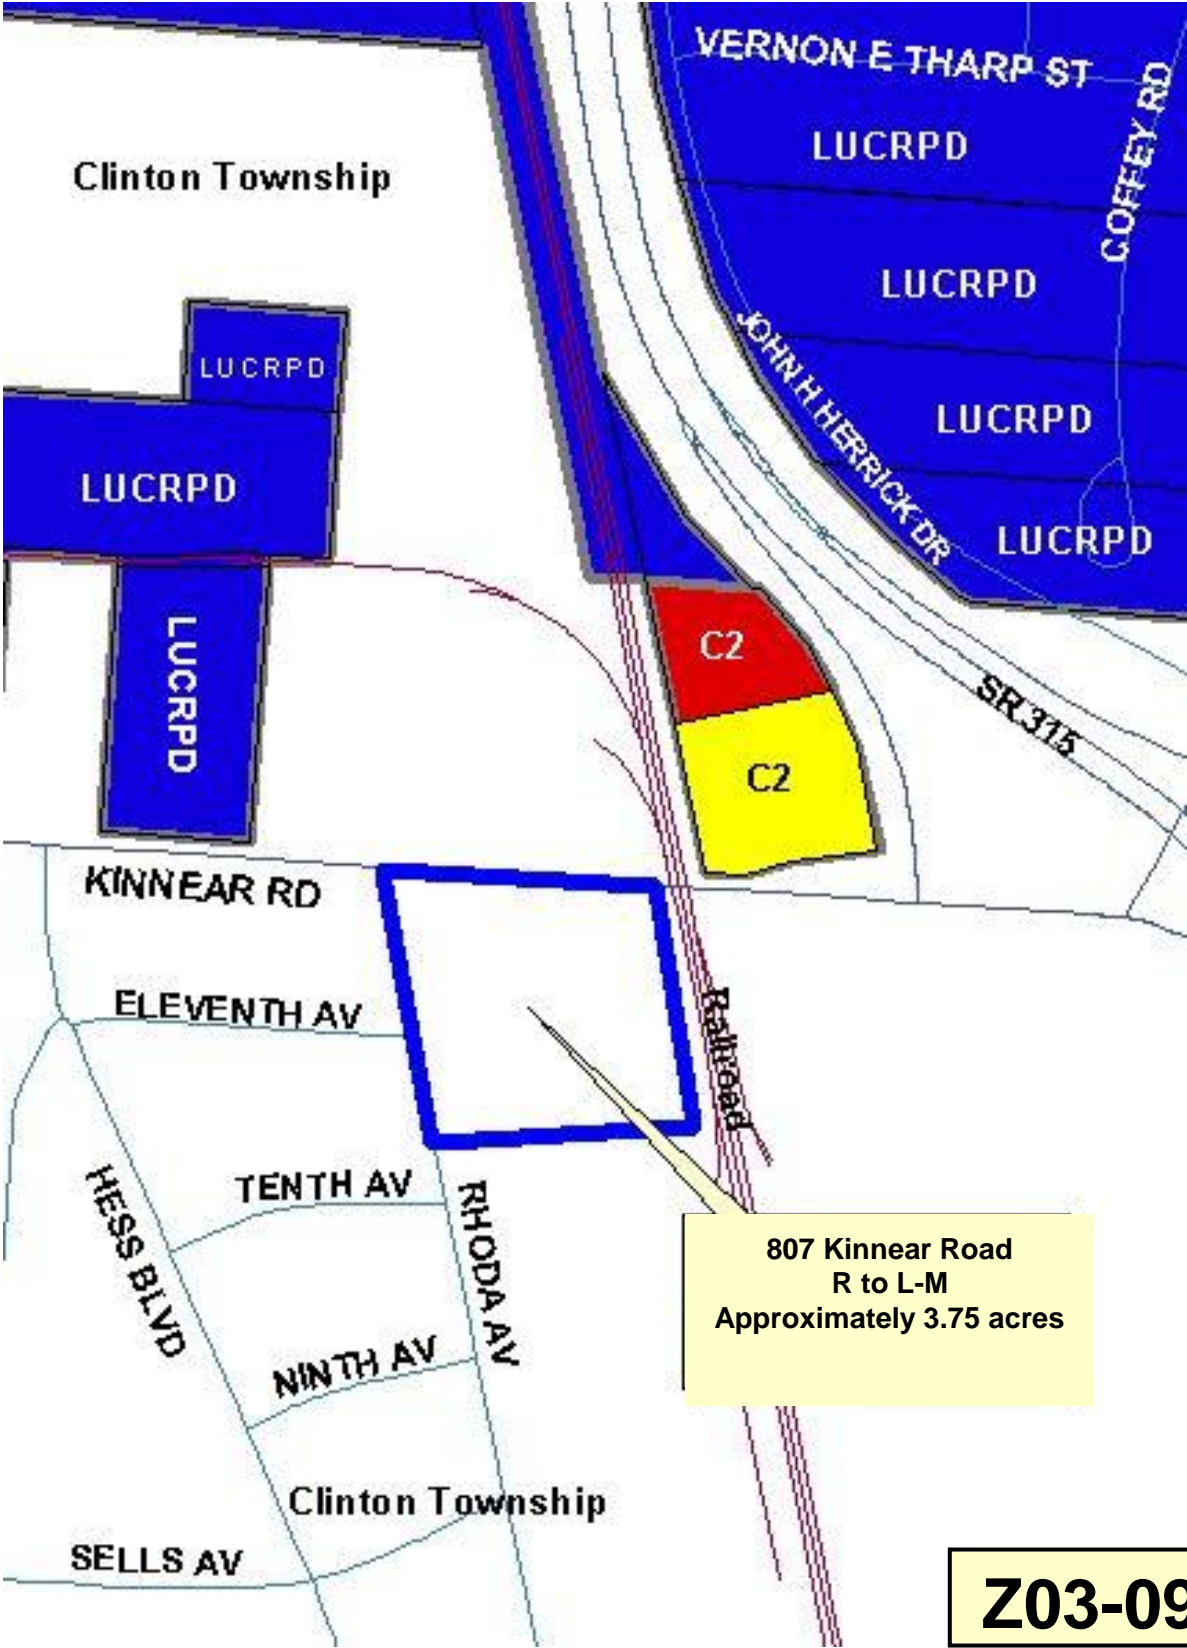 VERNON E THARP ST
COFFEY RD
LUCRPD
Clinton Township
LUCRPD
JOHN H HERRICK DR
LUCRPD
LUCRPD
LUCRPD
LUCRPD
LUCRPD
C2
SR 315
C2
KINNEAR RD
ELEVENTH AV
Railroad
TENTH AV
HESS BLVD
RHODA AV
807 Kinnear Road
R to L-M
Approximately 3.75 acres
NINTH AV
Clinton Township
SELLS AV
Z03-09